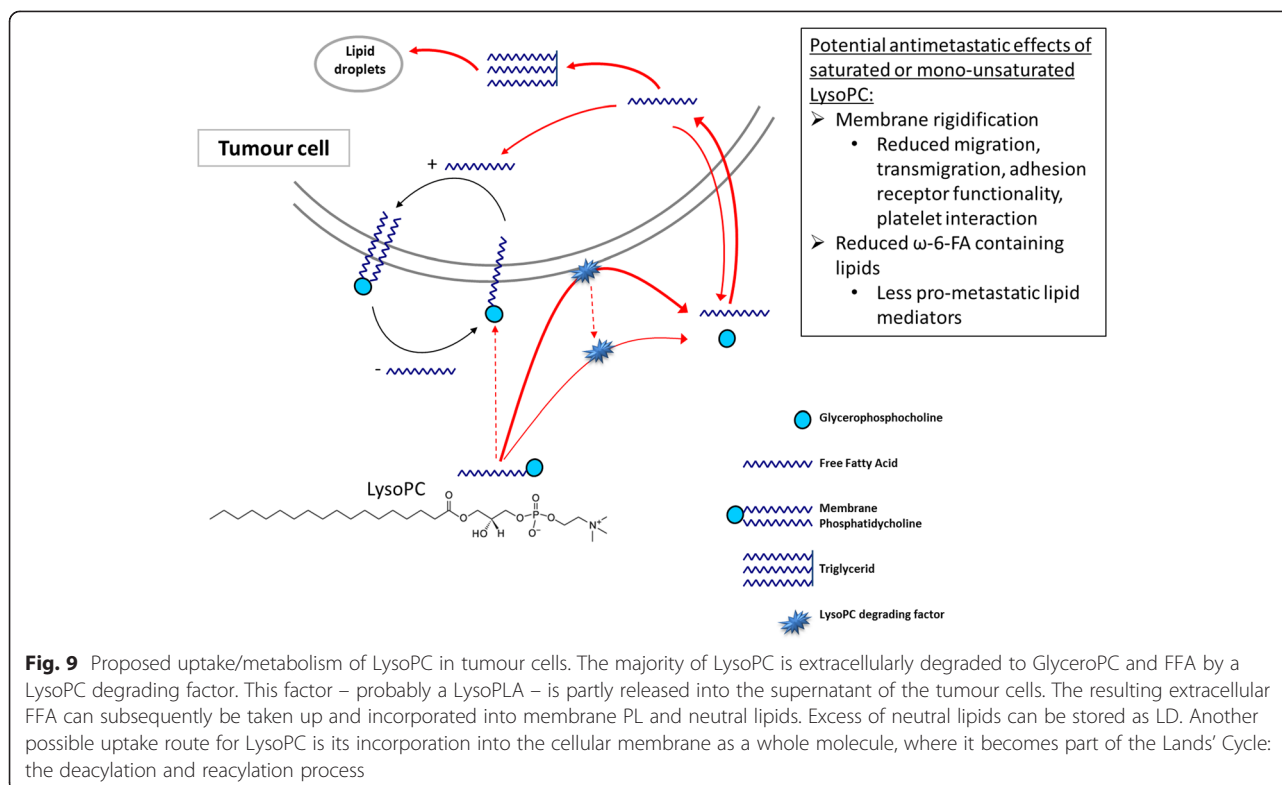 Lipid
droplets
Tumour cell
+
-
LysoPC
O
O
HO
H
O
P
O
O⁻
O
N⁺
Potential antimetastatic effects of
saturated or mono-unsaturated
LysoPC:
➢ Membrane rigidification
• Reduced migration,
transmigration, adhesion
receptor functionality,
platelet interaction
➢ Reduced ω-6-FA containing
lipids
• Less pro-metastatic lipid
mediators
Glycerophosphocholine
Free Fatty Acid
Membrane
Phosphatidycholine
Triglycerid
LysoPC degrading factor
Fig. 9 Proposed uptake/metabolism of LysoPC in tumour cells. The majority of LysoPC is extracellularly degraded to GlyceroPC and FFA by a
LysoPC degrading factor. This factor – probably a LysoPLA – is partly released into the supernatant of the tumour cells. The resulting extracellular
FFA can subsequently be taken up and incorporated into membrane PL and neutral lipids. Excess of neutral lipids can be stored as LD. Another
possible uptake route for LysoPC is its incorporation into the cellular membrane as a whole molecule, where it becomes part of the Lands' Cycle:
the deacylation and reacylation process